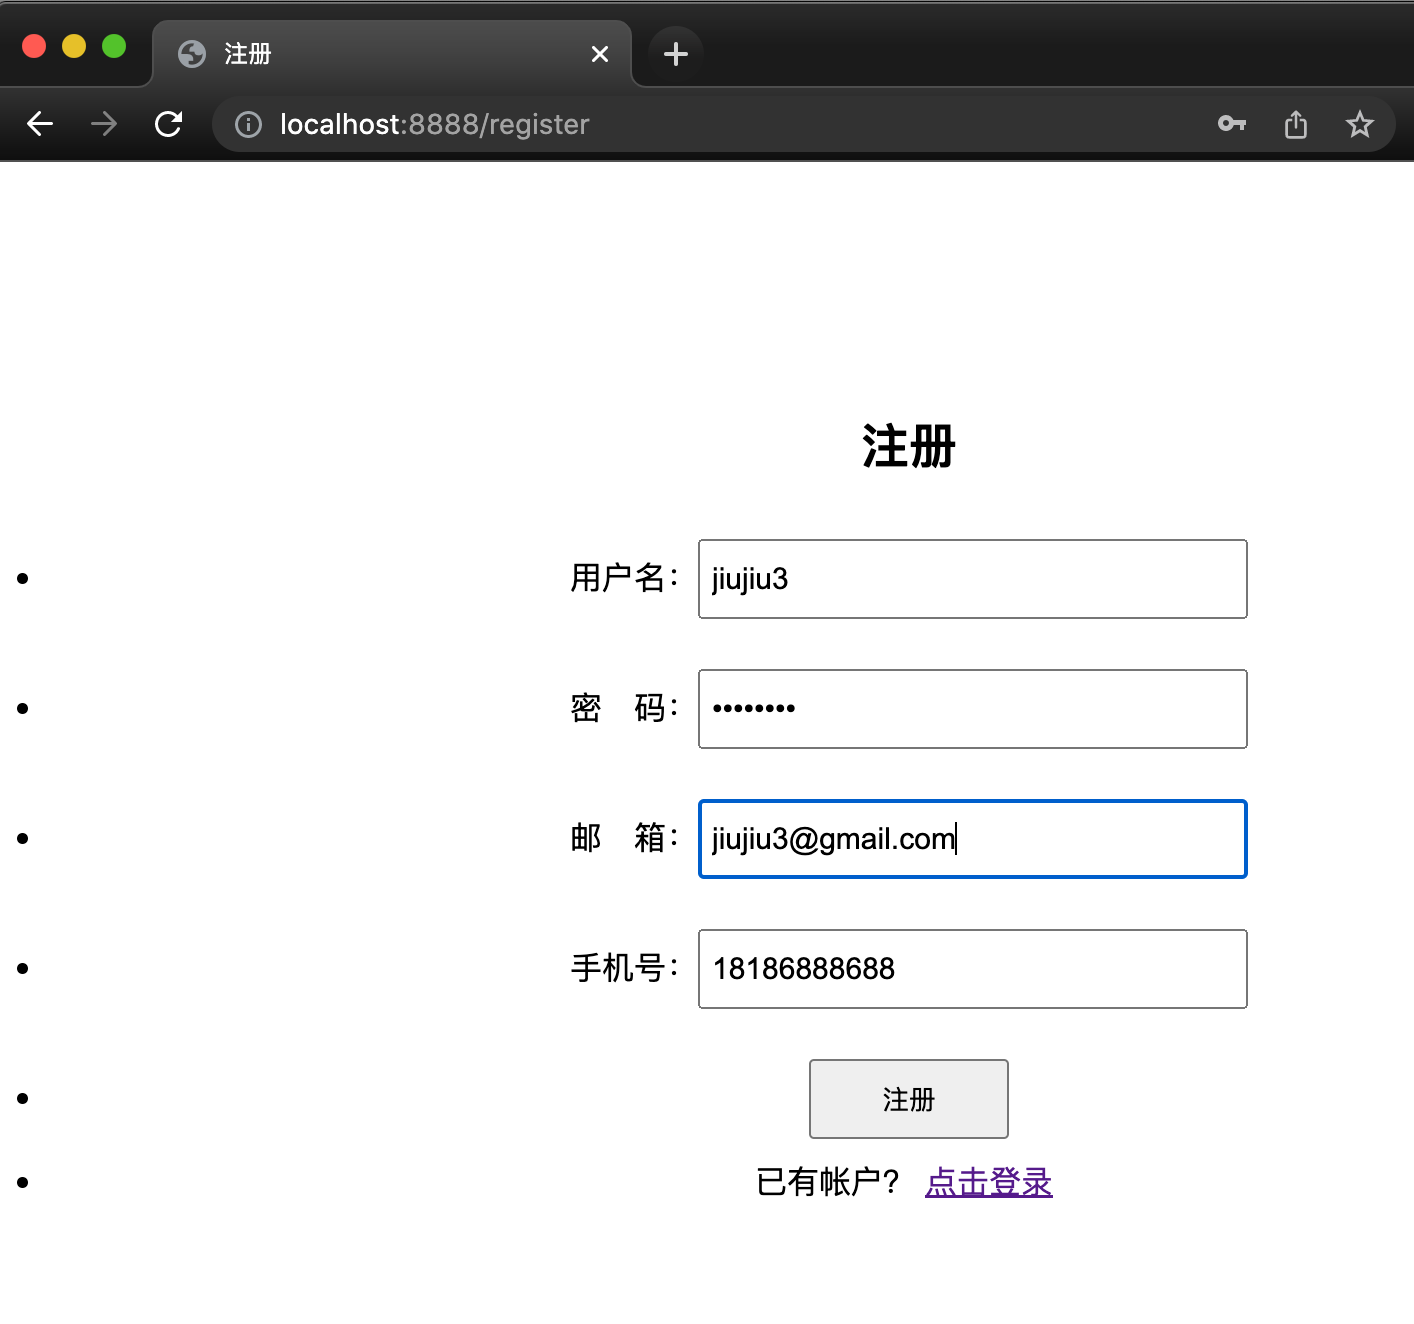 注册
localhost:8888/register
注册
用户名： jiujiu3
密　码： ••••••••
邮　箱： jiujiu3@gmail.com
手机号： 18186888688
注册
已有帐户？ 点击登录